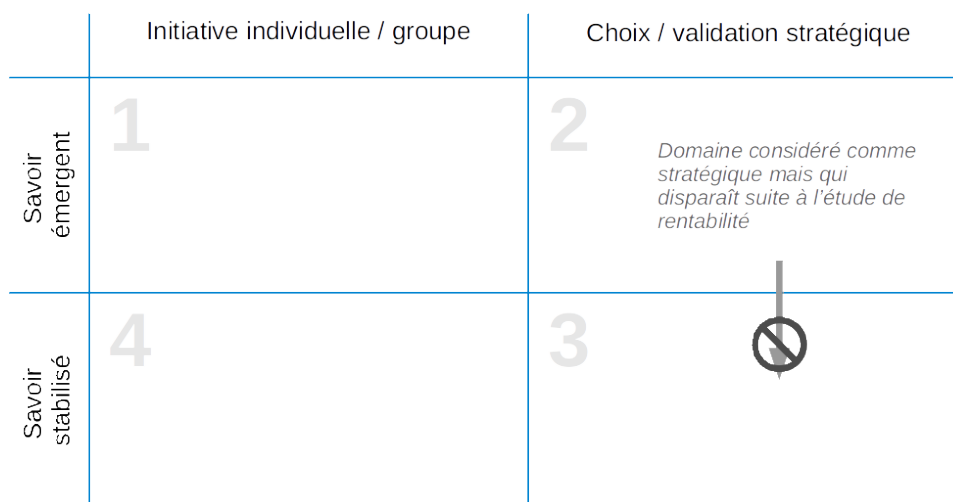 Initiative individuelle / groupe
Choix / validation stratégique
Savoir
émergent
1
2
Domaine considéré comme
stratégique mais qui
disparaît suite à l’étude de
rentabilité
Savoir
stabilisé
4
3